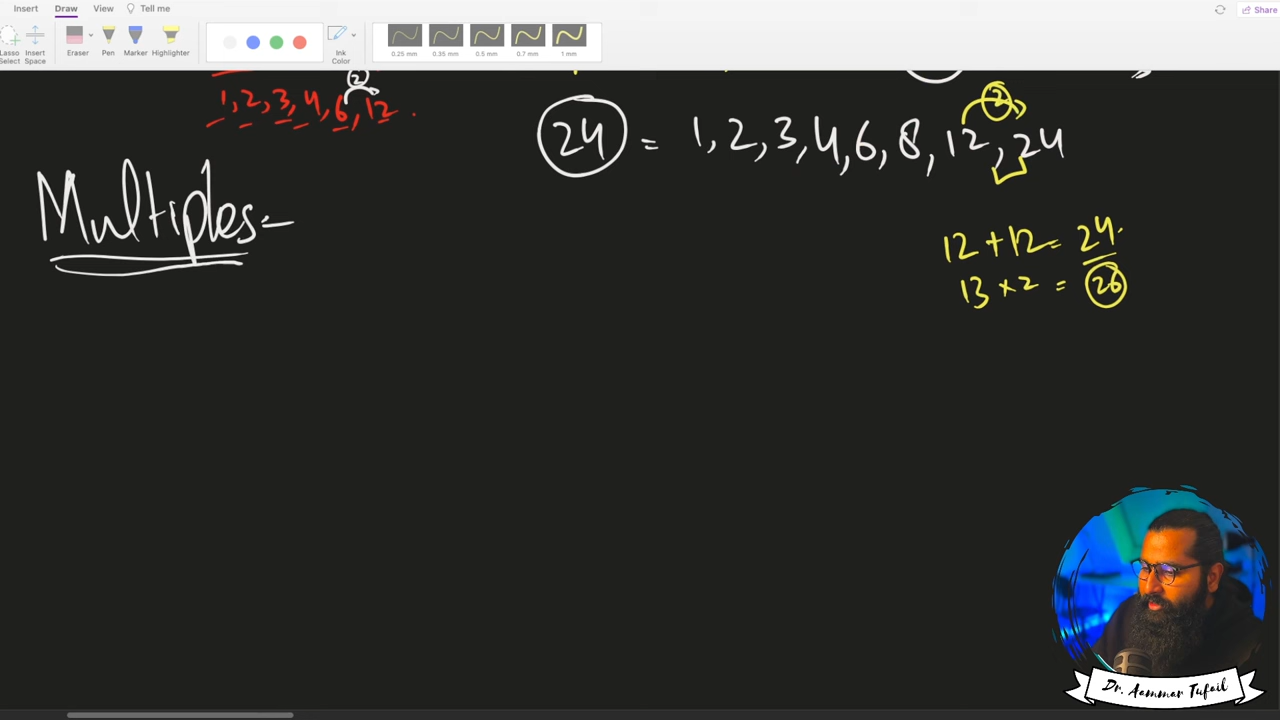 Insert Draw View Tell me
Share
Lasso Select
Insert Space
Eraser
Pen
Marker
Highlighter
Ink Color
0.25 mm 0.35 mm 0.5 mm 0.7 mm 1 mm
2
1, 2, 3, 4, 6, 12 .
2
24 = 1, 2, 3, 4, 6, 8, 12, 24
Multiples=
12 + 12 = 24.
13 × 2 = 26
Dr. Aammar Tufail